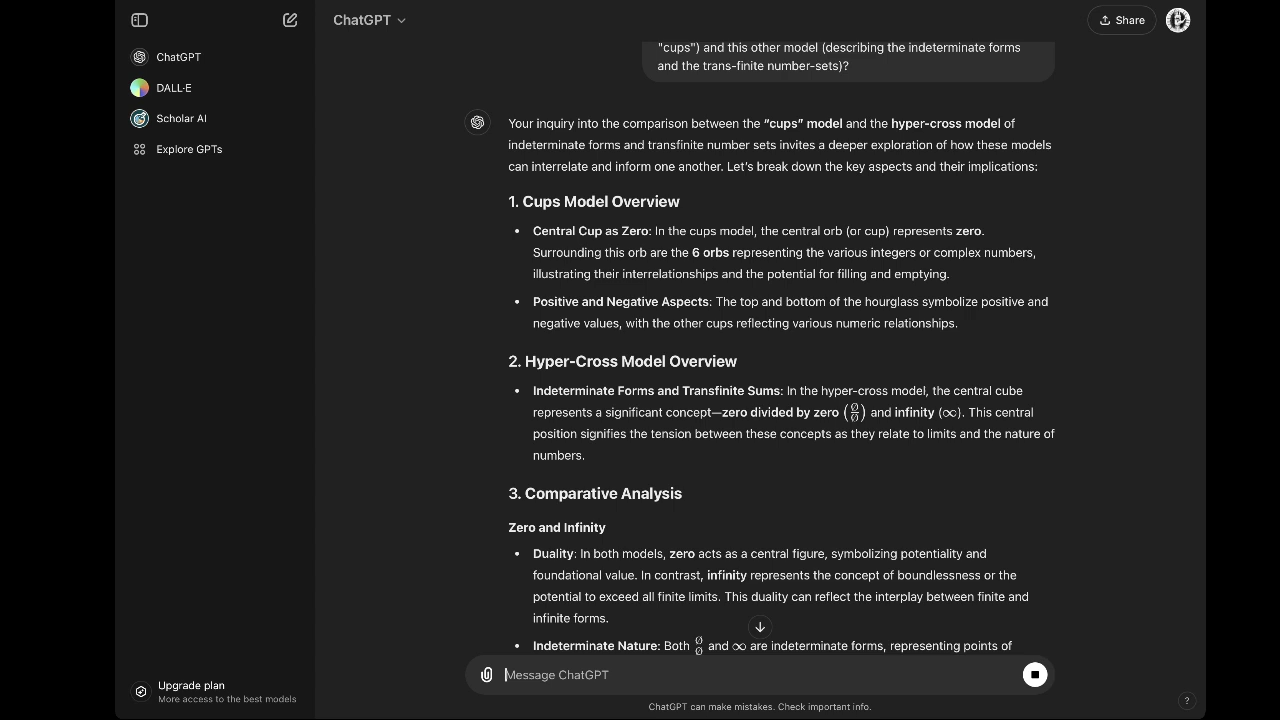 ChatGPT
Share
ChatGPT
DALL·E
Scholar AI
Explore GPTs
"cups") and this other model (describing the indeterminate forms
and the trans-finite number-sets)?
Your inquiry into the comparison between the “cups” model and the hyper-cross model of
indeterminate forms and transfinite number sets invites a deeper exploration of how these models
can interrelate and inform one another. Let’s break down the key aspects and their implications:
1. Cups Model Overview
• Central Cup as Zero: In the cups model, the central orb (or cup) represents zero.
Surrounding this orb are the 6 orbs representing the various integers or complex numbers,
illustrating their interrelationships and the potential for filling and emptying.
• Positive and Negative Aspects: The top and bottom of the hourglass symbolize positive and
negative values, with the other cups reflecting various numeric relationships.
2. Hyper-Cross Model Overview
• Indeterminate Forms and Transfinite Sums: In the hyper-cross model, the central cube
represents a significant concept—zero divided by zero (Ø/Ø) and infinity (∞). This central
position signifies the tension between these concepts as they relate to limits and the nature of
numbers.
3. Comparative Analysis
Zero and Infinity
• Duality: In both models, zero acts as a central figure, symbolizing potentiality and
foundational value. In contrast, infinity represents the concept of boundlessness or the
potential to exceed all finite limits. This duality can reflect the interplay between finite and
infinite forms.
• Indeterminate Nature: Both Ø/Ø and ∞ are indeterminate forms, representing points of
Message ChatGPT
Upgrade plan
More access to the best models
ChatGPT can make mistakes. Check important info.
?